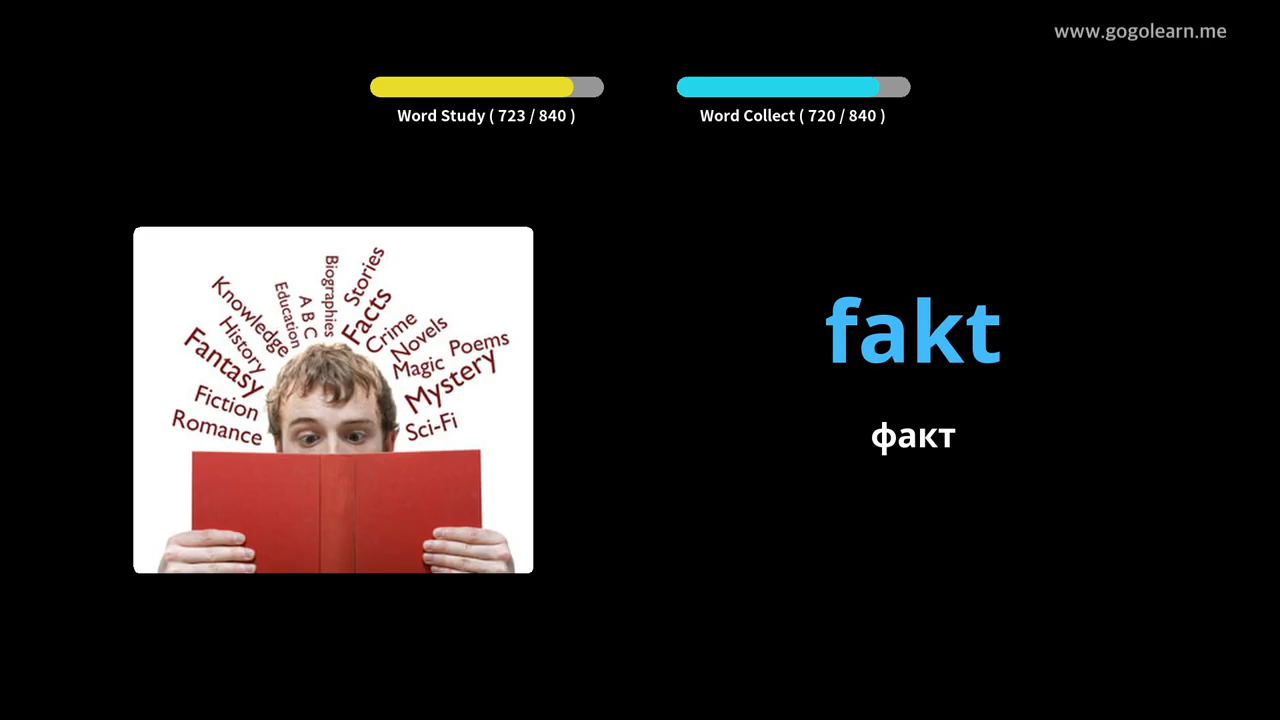 www.gogolearn.me
Word Study ( 723 / 840 )
Word Collect ( 720 / 840 )
Romance
Fiction
Fantasy
History
Knowledge
Education
A B C
Biographies
Stories
Facts
Crime
Novels
Magic
Poems
Mystery
Sci-Fi
fakt
факт